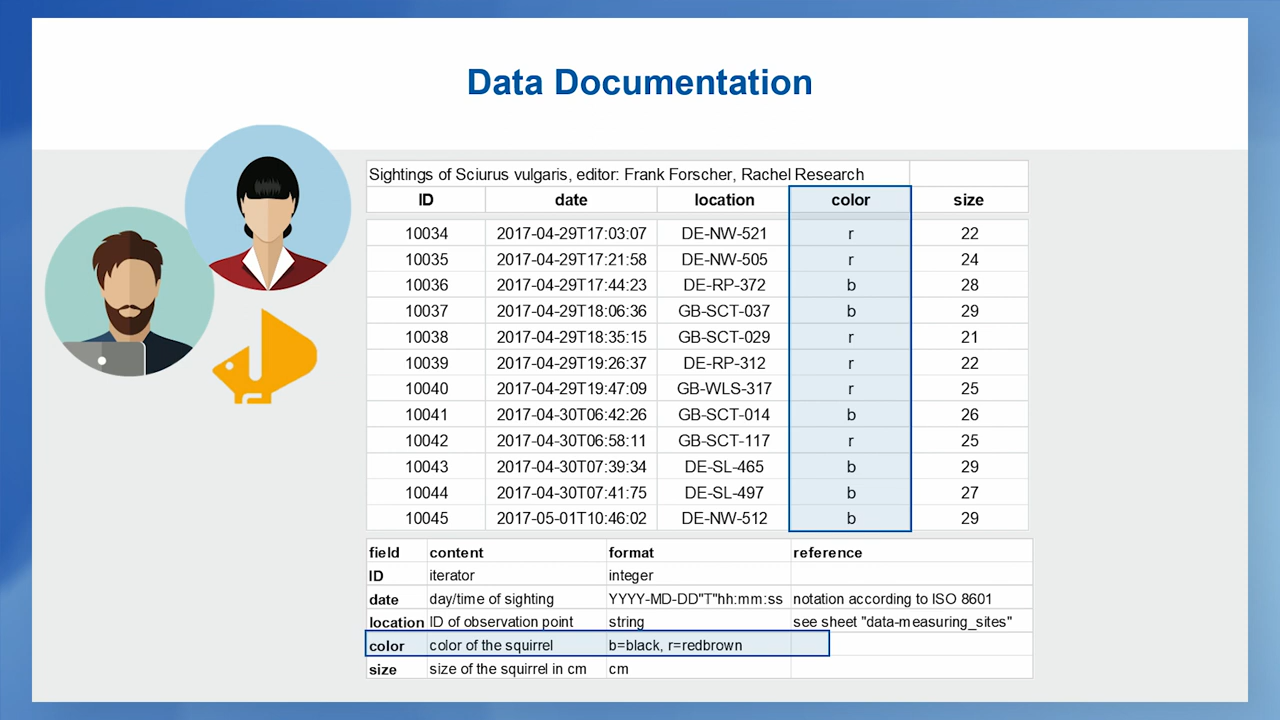 Data Documentation
Sightings of Sciurus vulgaris, editor: Frank Forscher, Rachel Research
ID date location color size
10034 2017-04-29T17:03:07 DE-NW-521 r 22
10035 2017-04-29T17:21:58 DE-NW-505 r 24
10036 2017-04-29T17:44:23 DE-RP-372 b 28
10037 2017-04-29T18:06:36 GB-SCT-037 b 29
10038 2017-04-29T18:35:15 GB-SCT-029 r 21
10039 2017-04-29T19:26:37 DE-RP-312 r 22
10040 2017-04-29T19:47:09 GB-WLS-317 r 25
10041 2017-04-30T06:42:26 GB-SCT-014 b 26
10042 2017-04-30T06:58:11 GB-SCT-117 r 25
10043 2017-04-30T07:39:34 DE-SL-465 b 29
10044 2017-04-30T07:41:75 DE-SL-497 b 27
10045 2017-05-01T10:46:02 DE-NW-512 b 29
field content format reference
ID iterator integer
date day/time of sighting YYYY-MD-DD"T"hh:mm:ss notation according to ISO 8601
location ID of observation point string see sheet "data-measuring_sites"
color color of the squirrel b=black, r=redbrown
size size of the squirrel in cm cm